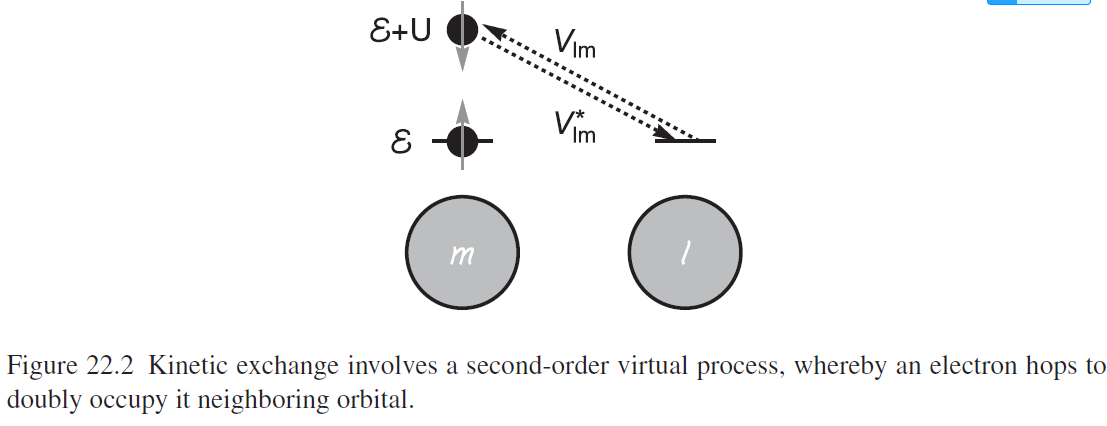 ε+U
V_lm
V*_lm
ε
m
l
Figure 22.2 Kinetic exchange involves a second-order virtual process, whereby an electron hops to
doubly occupy it neighboring orbital.